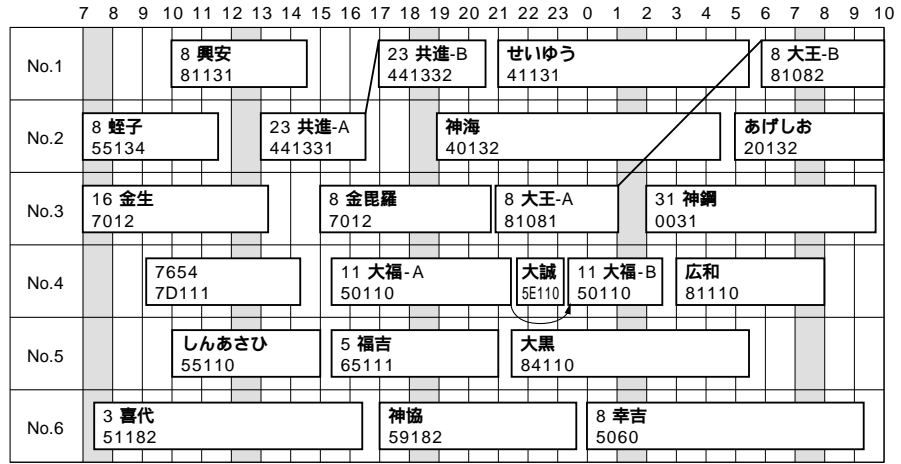 7 8 9 10 11 12 13 14 15 16 17 18 19 20 21 22 23 0 1 2 3 4 5 6 7 8 9 10
No.1
8 興安
81131
23 共進-B
441332
せいゆう
41131
8 大王-B
81082
No.2
8 蛭子
55134
23 共進-A
441331
神海
40132
あげしお
20132
No.3
16 金生
7012
8 金毘羅
7012
8 大王-A
81081
31 神鋼
0031
No.4
7654
7D111
11 大福-A
50110
大誠
5E110
11 大福-B
50110
広和
81110
No.5
しんあさひ
55110
5 福吉
65111
大黒
84110
No.6
3 喜代
51182
神協
59182
8 幸吉
5060